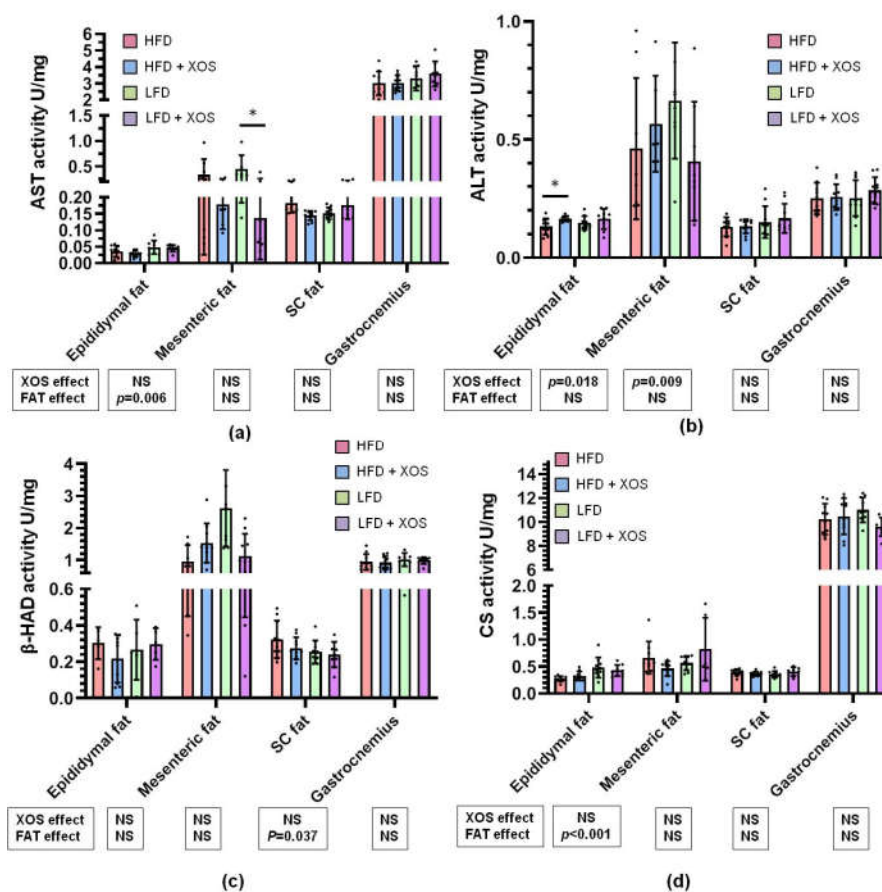 AST activity U/mg
6
5
4
3
2
1.5
1.0
0.5
0.20
0.15
0.10
0.05
0.00
HFD
HFD + XOS
LFD
LFD + XOS
*
Epididymal fat
Mesenteric fat
SC fat
Gastrocnemius
XOS effect NS NS NS NS
FAT effect p=0.006 NS NS NS
(a)
ALT activity U/mg
1.0
0.5
0.0
HFD
HFD + XOS
LFD
LFD + XOS
*
Epididymal fat
Mesenteric fat
SC fat
Gastrocnemius
XOS effect p=0.018 p=0.009 NS NS
FAT effect NS NS NS NS
(b)
β-HAD activity U/mg
4
3
2
1
0.6
0.4
0.2
0.0
HFD
HFD + XOS
LFD
LFD + XOS
Epididymal fat
Mesenteric fat
SC fat
Gastrocnemius
XOS effect NS NS NS NS
FAT effect NS NS P=0.037 NS
(c)
CS activity U/mg
14
12
10
8
6
2.0
1.5
1.0
0.5
0.0
HFD
HFD + XOS
LFD
LFD + XOS
Epididymal fat
Mesenteric fat
SC fat
Gastrocnemius
XOS effect NS NS NS NS
FAT effect p<0.001 NS NS NS
(d)